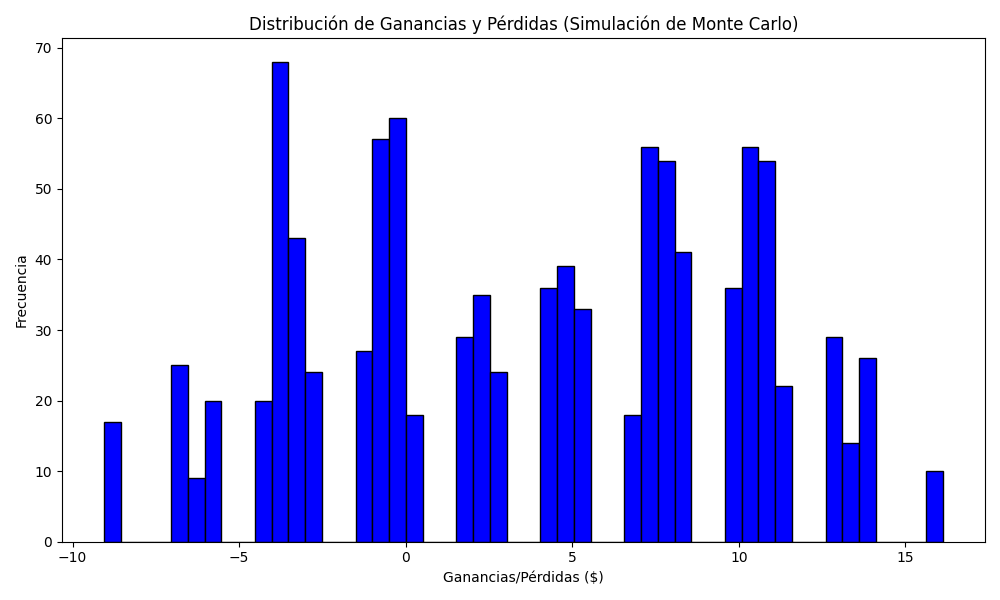 Distribución de Ganancias y Pérdidas (Simulación de Monte Carlo)
70
60
50
40
30
20
10
0
Frecuencia
−10 −5 0 5 10 15
Ganancias/Pérdidas ($)